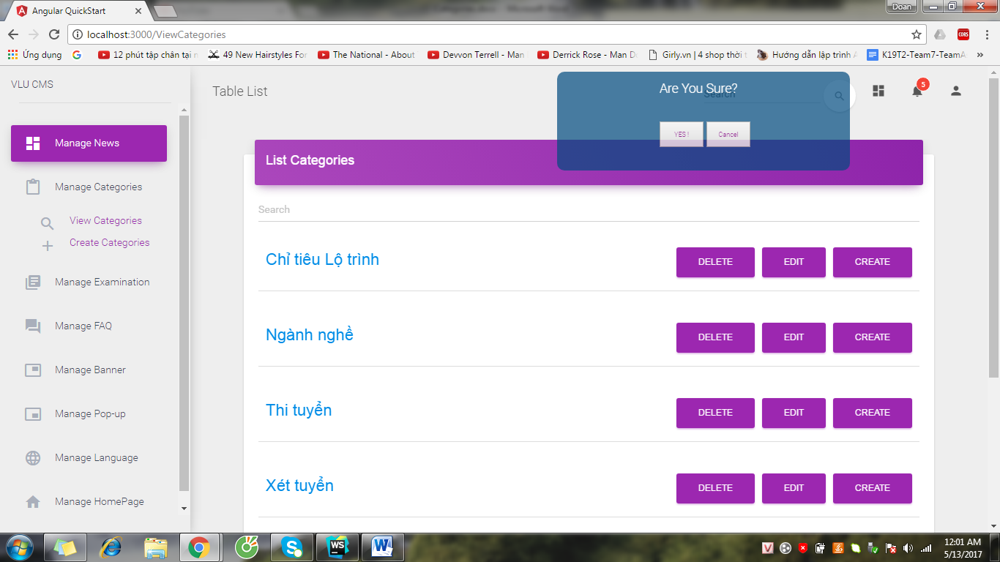 Angular QuickStart
Doan
localhost:3000/ViewCategories
CORS
Ứng dụng
12 phút tập chân tại n
49 New Hairstyles For
The National - About
Devvon Terrell - Man
Derrick Rose - Man Do
Girly.vn | 4 shop thời t
Hướng dẫn lập trình A
K19T2-Team7-TeamA
»
VLU CMS
Table List
Are You Sure?
Search
5
YES !
Cancel
Manage News
Manage Categories
View Categories
Create Categories
Manage Examination
Manage FAQ
Manage Banner
Manage Pop-up
Manage Language
Manage HomePage
List Categories
Search
Chỉ tiêu Lộ trình
DELETE EDIT CREATE
Ngành nghề
DELETE EDIT CREATE
Thi tuyển
DELETE EDIT CREATE
Xét tuyển
DELETE EDIT CREATE
12:01 AM
5/13/2017